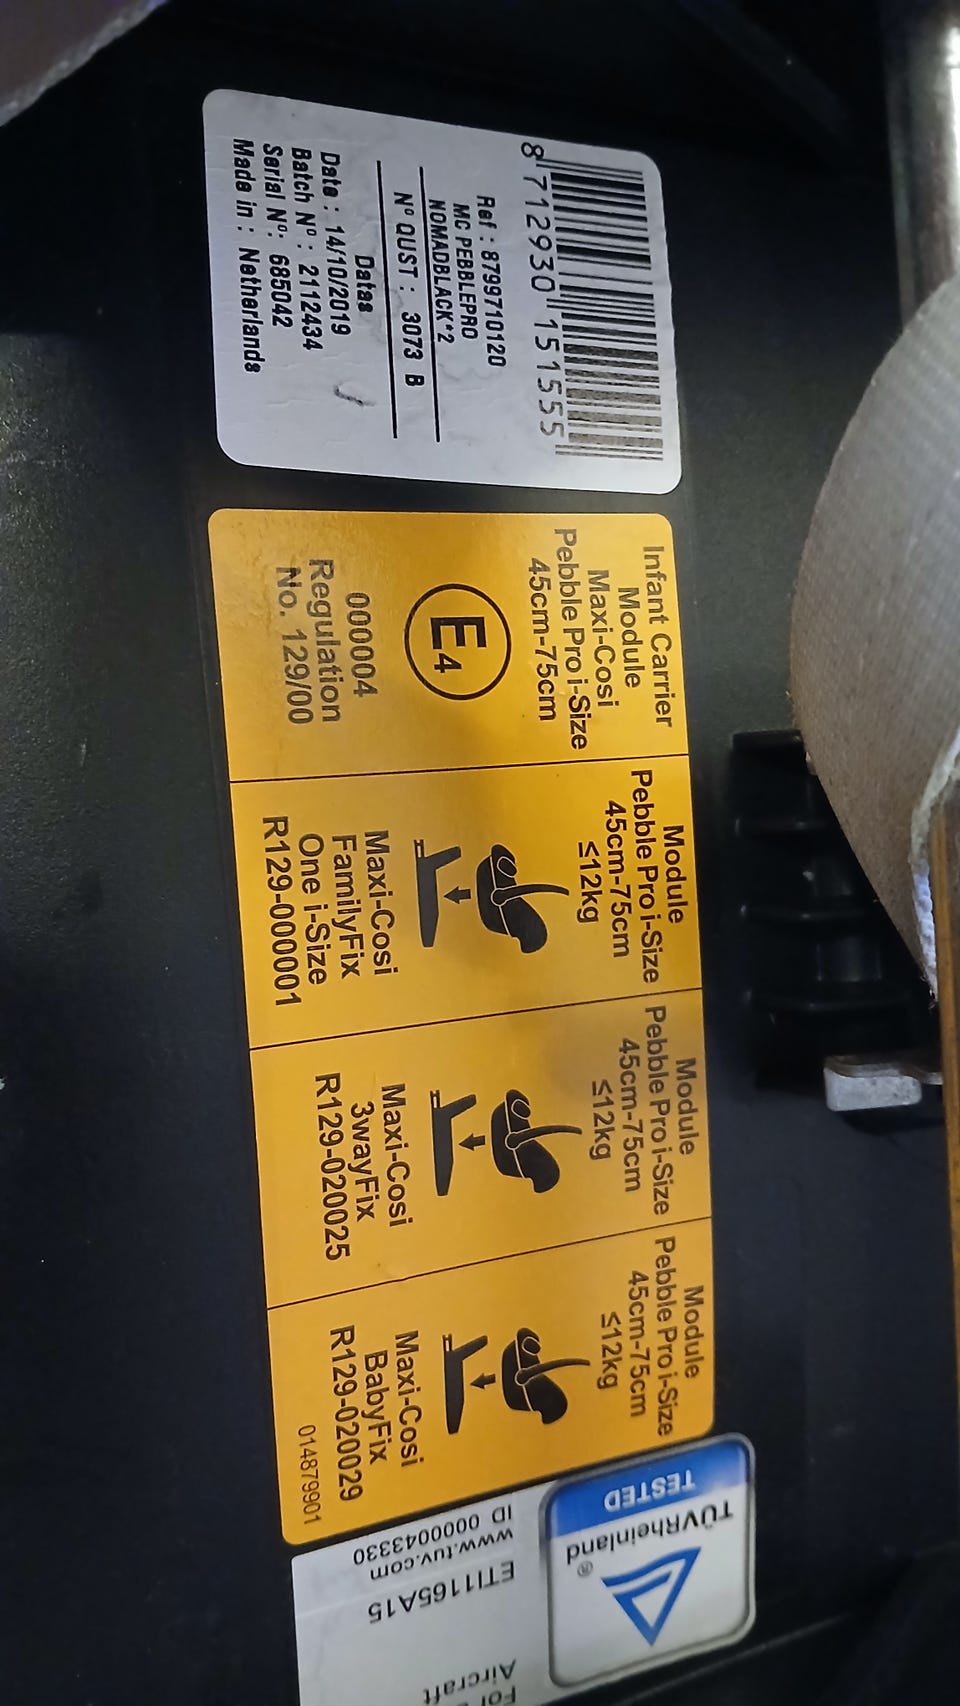 8 712930 151555
Ref : 8799710120
MC PEBBLEPRO
NOMADBLACK*2
Nº QUST : 3073 B
Datas
Date : 14/10/2019
Batch Nº : 2112434
Serial Nº: 685042
Made in : Netherlands
Infant Carrier
Module
Maxi-Cosi
Pebble Pro i-Size
45cm-75cm
E4
000004
Regulation
No. 129/00
Module
Pebble Pro i-Size
45cm-75cm
≤12kg
Maxi-Cosi
FamilyFix
One i-Size
R129-000001
Module
Pebble Pro i-Size
45cm-75cm
≤12kg
Maxi-Cosi
3wayFix
R129-020025
Module
Pebble Pro i-Size
45cm-75cm
≤12kg
Maxi-Cosi
BabyFix
R129-020029
014879901
TÜVRheinland®
TESTED
For
Aircraft
ETI1165A15
www.tuv.com
ID 0000043330